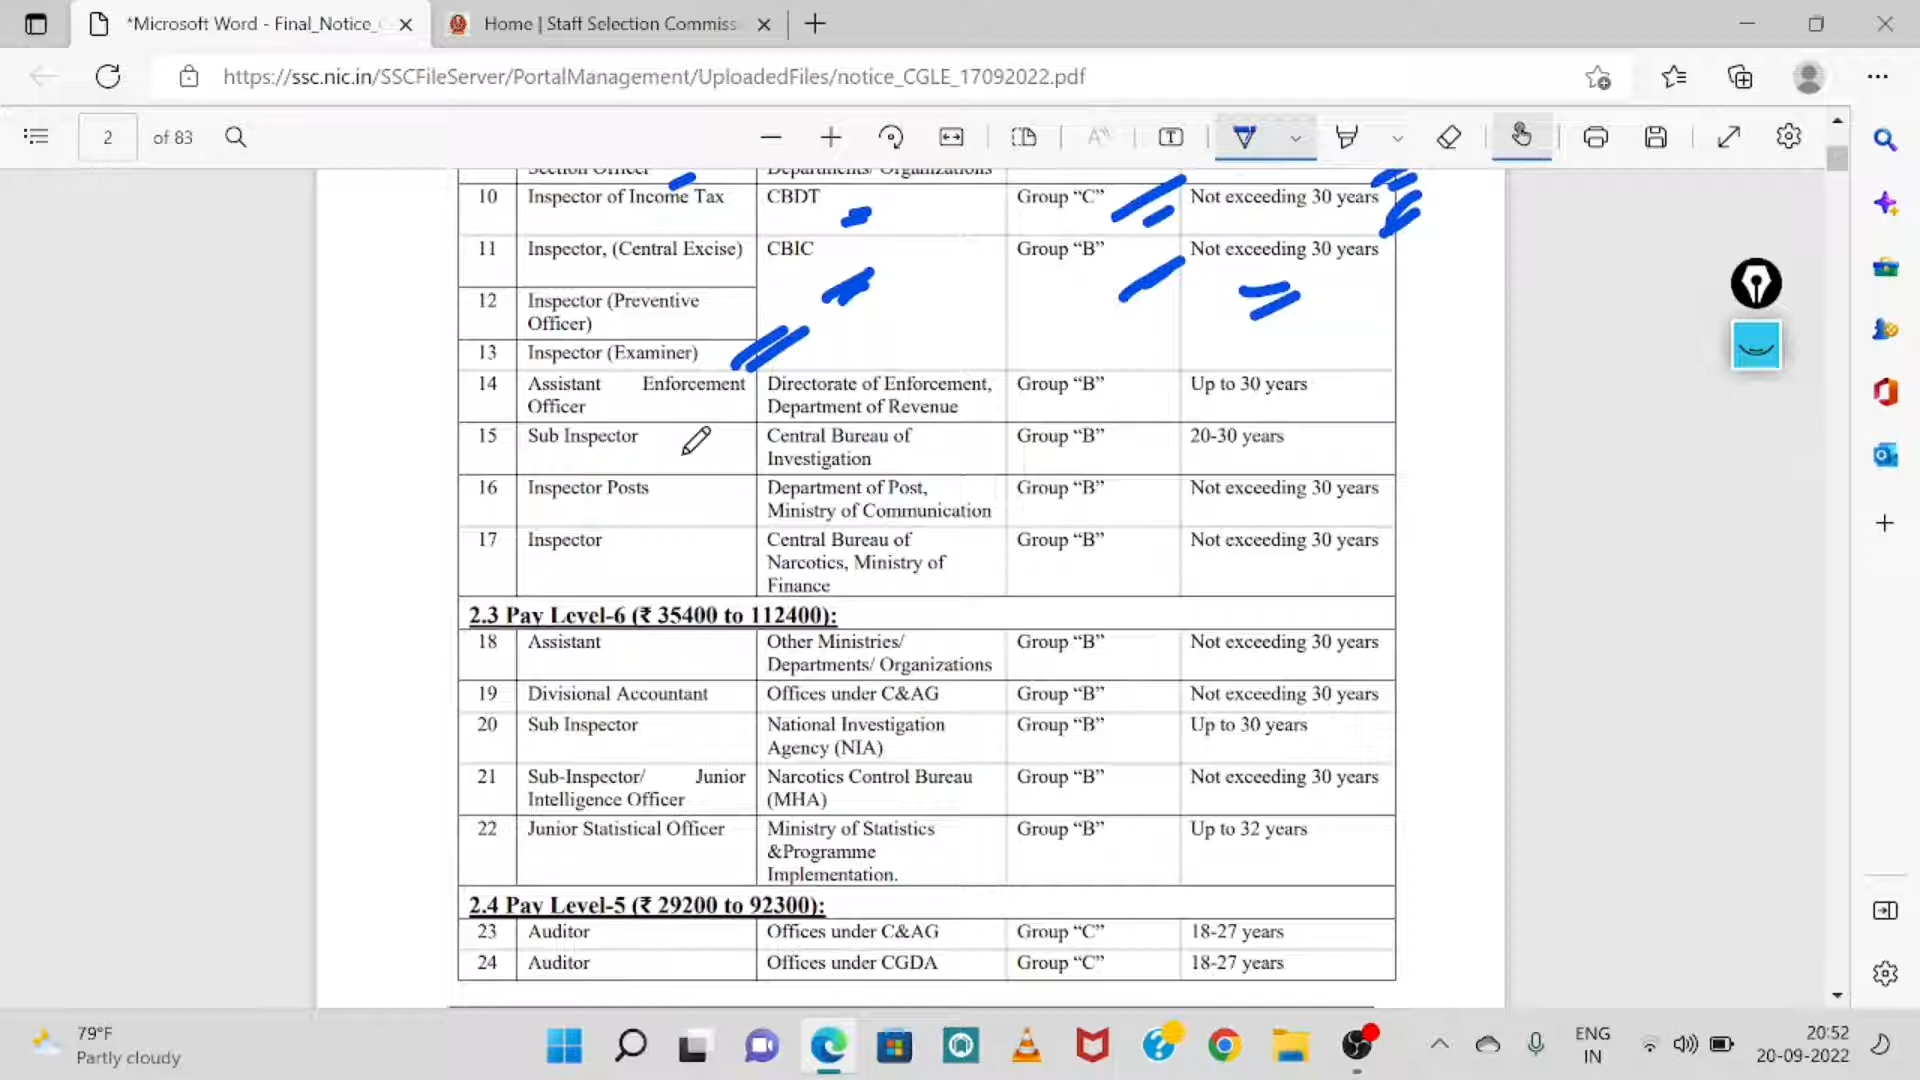 *Microsoft Word - Final_Notice_C
Home | Staff Selection Commiss
https://ssc.nic.in/SSCFileServer/PortalManagement/UploadedFiles/notice_CGLE_17092022.pdf
2 of 83
Section Officer Departments/ Organizations
10 Inspector of Income Tax CBDT Group “C” Not exceeding 30 years
11 Inspector, (Central Excise) CBIC Group “B” Not exceeding 30 years
12 Inspector (Preventive
Officer)
13 Inspector (Examiner)
14 Assistant Enforcement Directorate of Enforcement, Group “B” Up to 30 years
Officer Department of Revenue
15 Sub Inspector Central Bureau of Group “B” 20-30 years
Investigation
16 Inspector Posts Department of Post, Group “B” Not exceeding 30 years
Ministry of Communication
17 Inspector Central Bureau of Group “B” Not exceeding 30 years
Narcotics, Ministry of
Finance
2.3 Pay Level-6 (₹ 35400 to 112400):
18 Assistant Other Ministries/ Group “B” Not exceeding 30 years
Departments/ Organizations
19 Divisional Accountant Offices under C&AG Group “B” Not exceeding 30 years
20 Sub Inspector National Investigation Group “B” Up to 30 years
Agency (NIA)
21 Sub-Inspector/ Junior Narcotics Control Bureau Group “B” Not exceeding 30 years
Intelligence Officer (MHA)
22 Junior Statistical Officer Ministry of Statistics Group “B” Up to 32 years
&Programme
Implementation.
2.4 Pay Level-5 (₹ 29200 to 92300):
23 Auditor Offices under C&AG Group “C” 18-27 years
24 Auditor Offices under CGDA Group “C” 18-27 years
79°F
Partly cloudy
ENG
IN
20:52
20-09-2022